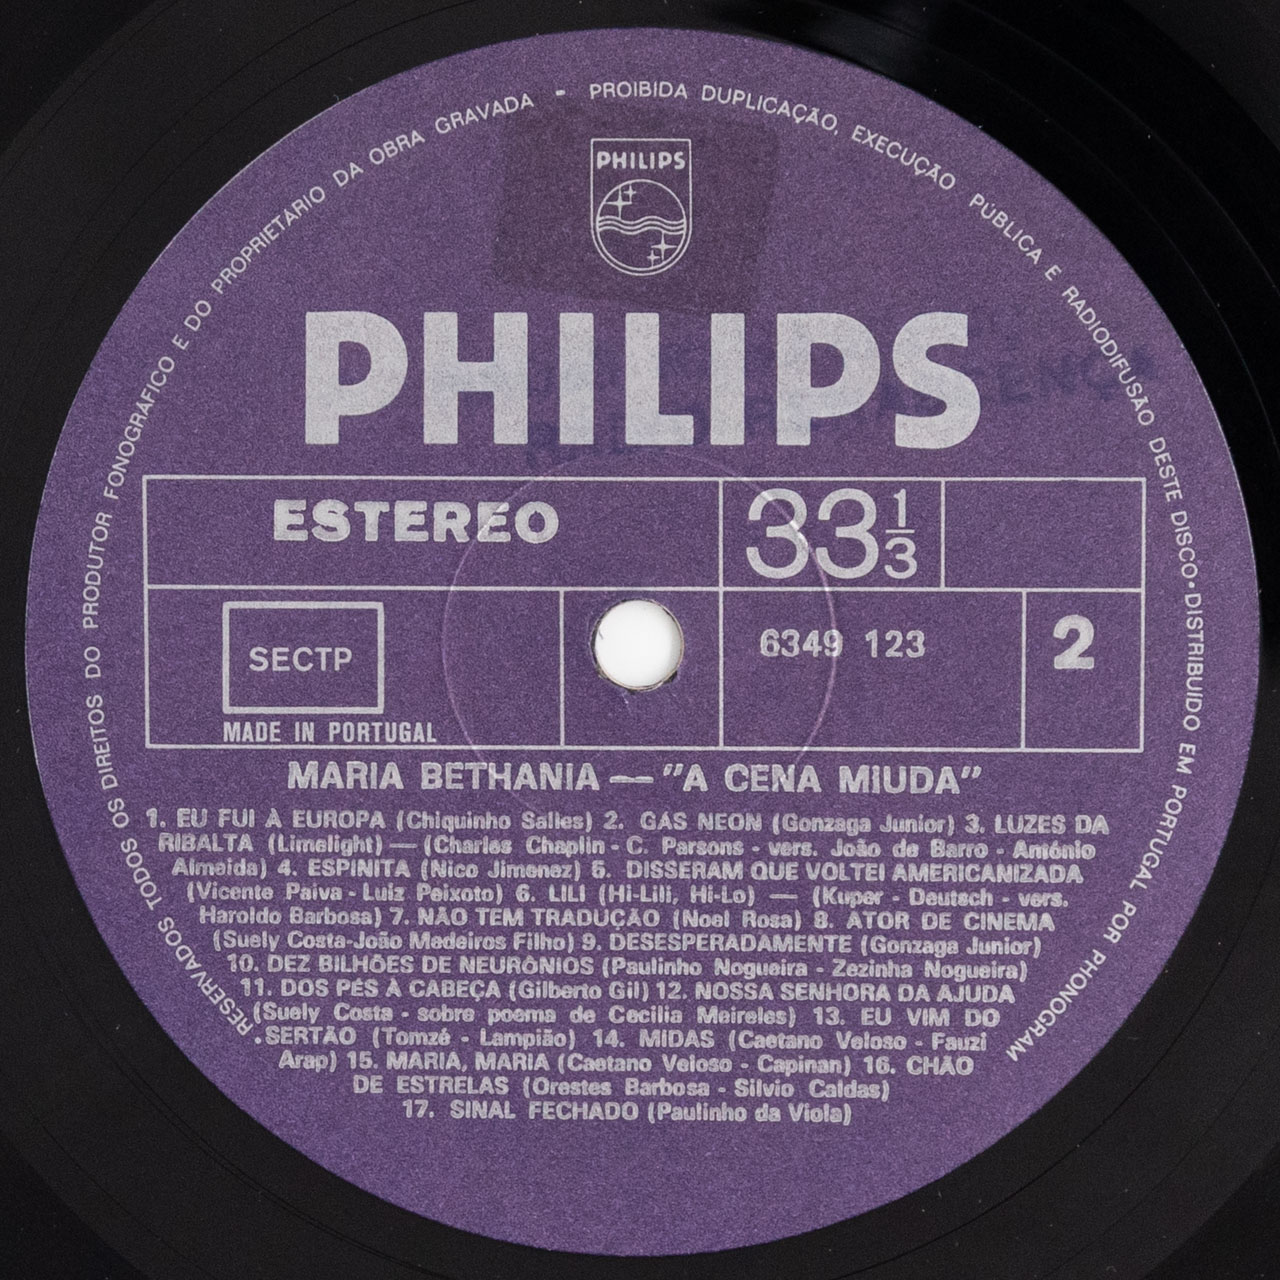 RESERVADOS TODOS OS DIREITOS DO PRODUTOR FONOGRÁFICO E DO PROPRIETARIO DA OBRA GRAVADA - PROIBIDA DUPLICAÇÃO, EXECUÇÃO PÚBLICA E RADIODIFUSÃO DESTE DISCO • DISTRIBUIDO EM PORTUGAL POR PHONOGRAM
PHILIPS
PHILIPS
ESTEREO
33 1/3
SECTP
6349 123
2
MADE IN PORTUGAL
MARIA BETHANIA — "A CENA MIUDA"
1. EU FUI À EUROPA (Chiquinho Salles) 2. GAS NEON (Gonzaga Junior) 3. LUZES DA
RIBALTA (Limelight) — (Charles Chaplin - C. Parsons - vers. João de Barro - António
Almeida) 4. ESPINITA (Nico Jimenez) 5. DISSERAM QUE VOLTEI AMERICANIZADA
(Vicente Paiva - Luiz Peixoto) 6. LILI (Hi-Lili, Hi-Lo) — (Kuper - Deutsch - vers.
Haroldo Barbosa) 7. NÃO TEM TRADUÇÃO (Noel Rosa) 8. ATOR DE CINEMA
(Suely Costa-João Medeiros Filho) 9. DESESPERADAMENTE (Gonzaga Junior)
10. DEZ BILHÕES DE NEURÔNIOS (Paulinho Nogueira - Zezinha Nogueira)
11. DOS PÉS À CABEÇA (Gilberto Gil) 12. NOSSA SENHORA DA AJUDA
(Suely Costa - sobre poema de Cecilia Meireles) 13. EU VIM DO
SERTÃO (Tomzé - Lampião) 14. MIDAS (Caetano Veloso - Fauzi
Arap) 15. MARIA, MARIA (Caetano Veloso - Capinan) 16. CHÃO
DE ESTRELAS (Orestes Barbosa - Silvio Caldas)
17. SINAL FECHADO (Paulinho da Viola)